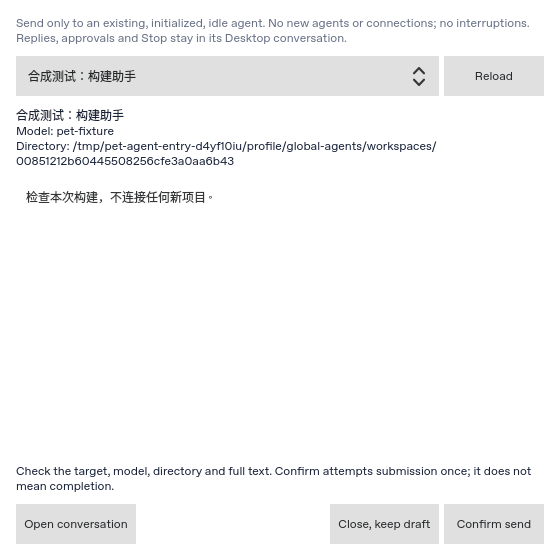 Send only to an existing, initialized, idle agent. No new agents or connections; no interruptions.
Replies, approvals and Stop stay in its Desktop conversation.
合成测试：构建助手
Reload
合成测试：构建助手
Model: pet-fixture
Directory: /tmp/pet-agent-entry-d4yf10iu/profile/global-agents/workspaces/
00851212b60445508256cfe3a0aa6b43
检查本次构建，不连接任何新项目。
Check the target, model, directory and full text. Confirm attempts submission once; it does not
mean completion.
Open conversation
Close, keep draft
Confirm send